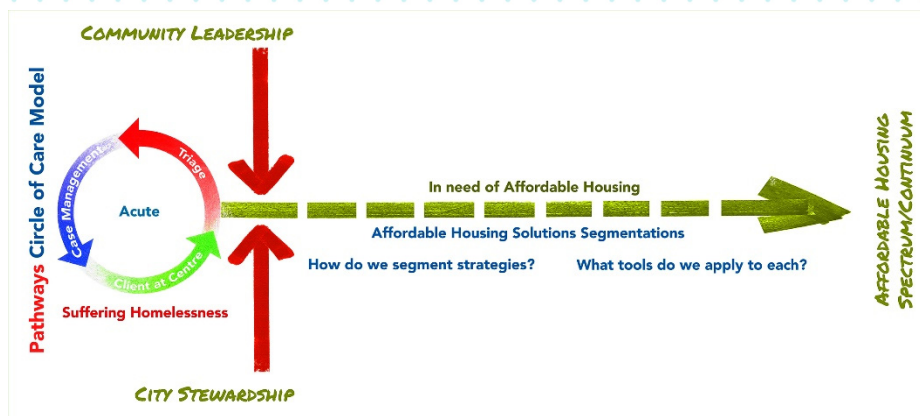 COMMUNITY LEADERSHIP
Pathways Circle of Care Model
Triage
Case Management
Acute
Client at Centre
Suffering Homelessness
In need of Affordable Housing
Affordable Housing Solutions Segmentations
How do we segment strategies?
What tools do we apply to each?
AFFORDABLE HOUSING
SPECTRUM/CONTINUUM
CITY STEWARDSHIP